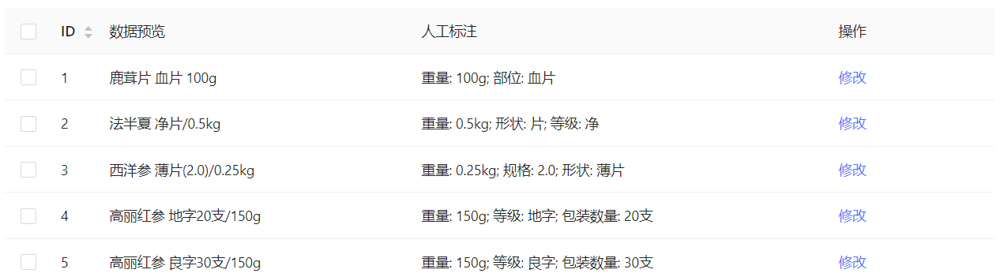 ID 数据预览 人工标注 操作
1 鹿茸片 血片 100g 重量: 100g; 部位: 血片 修改
2 法半夏 净片/0.5kg 重量: 0.5kg; 形状: 片; 等级: 净 修改
3 西洋参 薄片(2.0)/0.25kg 重量: 0.25kg; 规格: 2.0; 形状: 薄片 修改
4 高丽红参 地字20支/150g 重量: 150g; 等级: 地字; 包装数量: 20支 修改
5 高丽红参 良字30支/150g 重量: 150g; 等级: 良字; 包装数量: 30支 修改